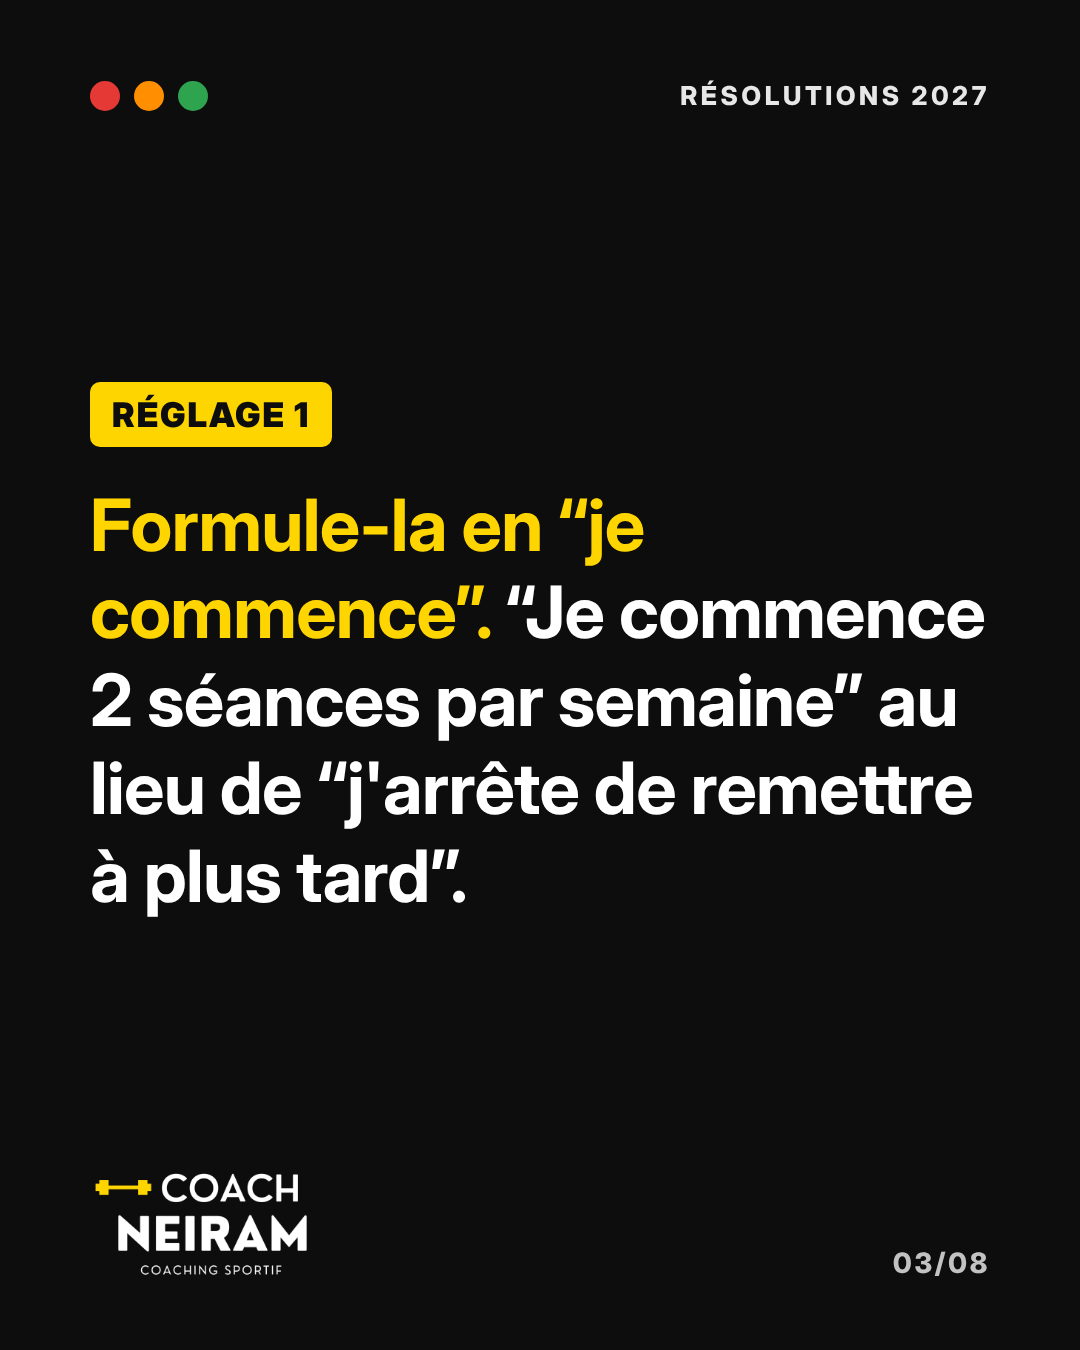 RÉSOLUTIONS 2027
RÉGLAGE 1
Formule-la en “je
commence”. “Je commence
2 séances par semaine” au
lieu de “j'arrête de remettre
à plus tard”.
COACH
NEIRAM
COACHING SPORTIF
03/08